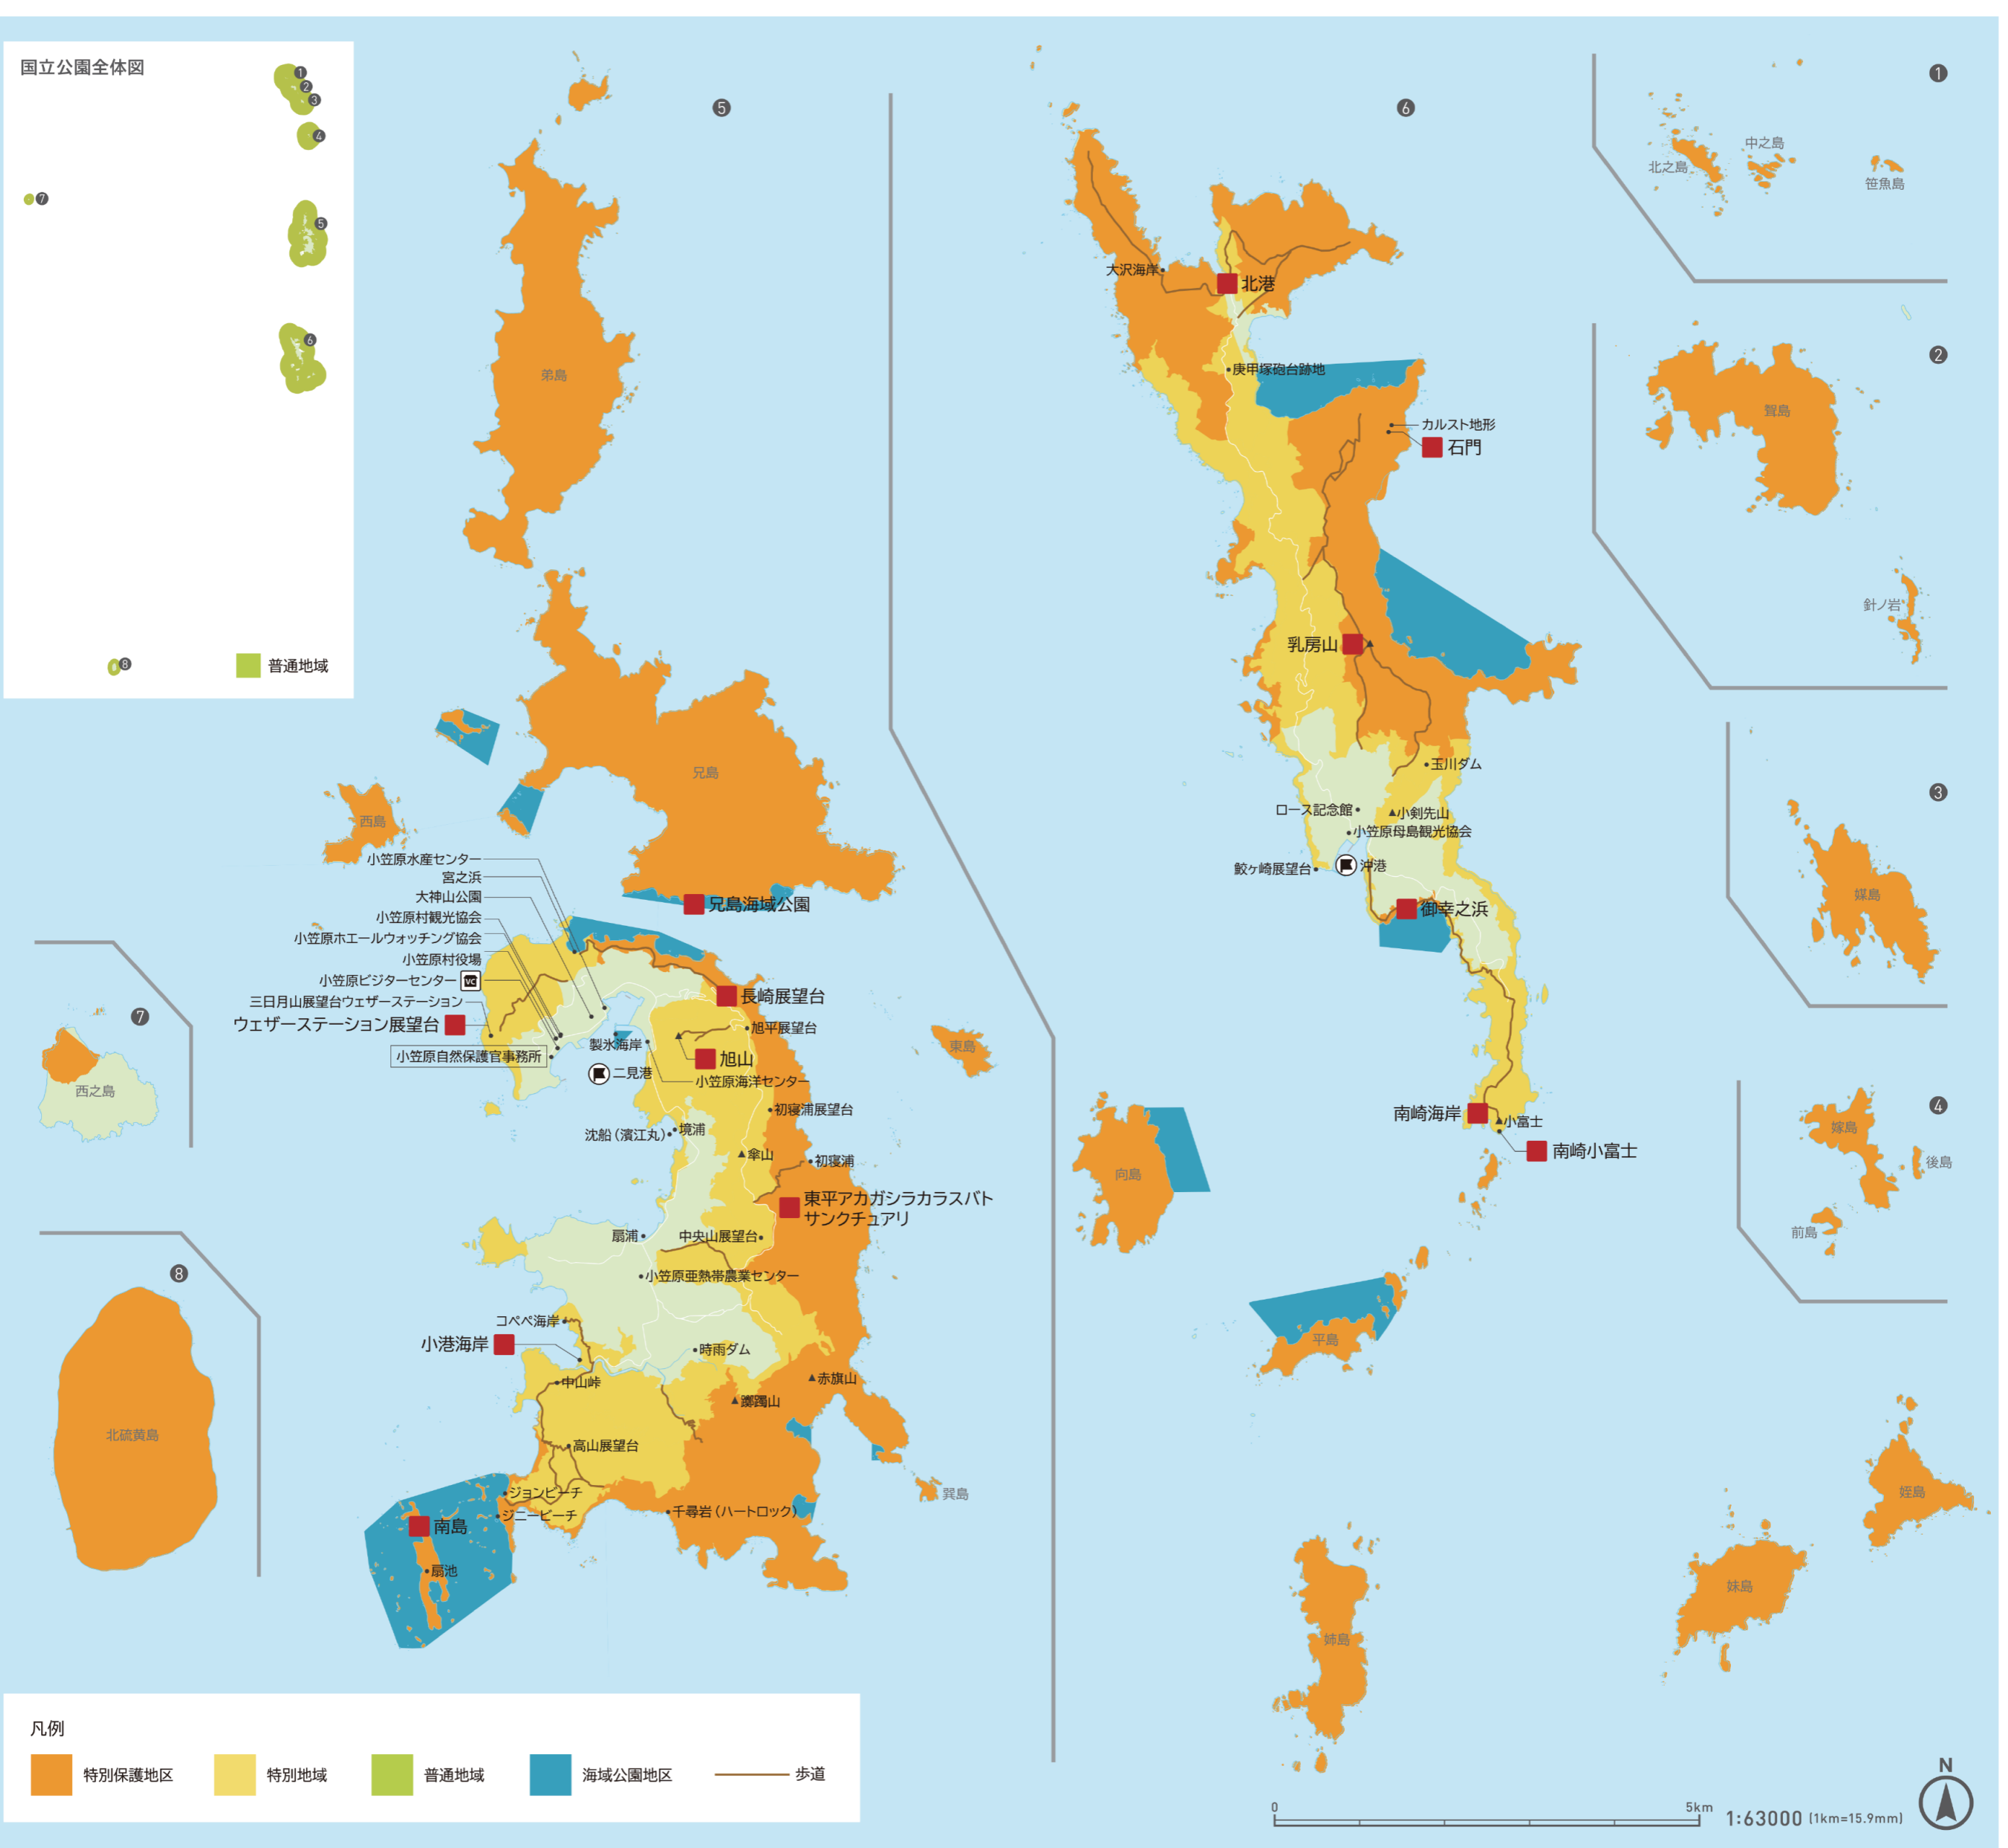 国立公園全体図
1
2
3
4
7
5
6
8
普通地域
5
弟島
兄島
西島
小笠原水産センター
宮之浜
大神山公園
小笠原村観光協会
小笠原ホエールウォッチング協会
小笠原村役場
小笠原ビジターセンター
VC
三日月山展望台ウェザーステーション
ウェザーステーション展望台
小笠原自然保護官事務所
兄島海域公園
長崎展望台
旭平展望台
製氷海岸
旭山
二見港
小笠原海洋センター
東島
初寝浦展望台
沈船（濱江丸）
境浦
傘山
初寝浦
東平アカガシラカラスバト
サンクチュアリ
扇浦
中央山展望台
小笠原亜熱帯農業センター
コペペ海岸
小港海岸
時雨ダム
中山峠
赤旗山
躑躅山
高山展望台
ジョンビーチ
ジニービーチ
千尋岩（ハートロック）
巽島
南島
扇池
6
大沢海岸
北港
庚甲塚砲台跡地
カルスト地形
石門
乳房山
玉川ダム
ロース記念館
小剣先山
小笠原母島観光協会
鮫ヶ崎展望台
沖港
御幸之浜
南崎海岸
小富士
南崎小富士
向島
平島
姪島
妹島
姉島
1
北之島
中之島
笹魚島
2
聟島
針ノ岩
3
媒島
4
嫁島
後島
前島
7
西之島
8
北硫黄島
凡例
特別保護地区
特別地域
普通地域
海域公園地区
歩道
0
5km
1:63000 (1km=15.9mm)
N